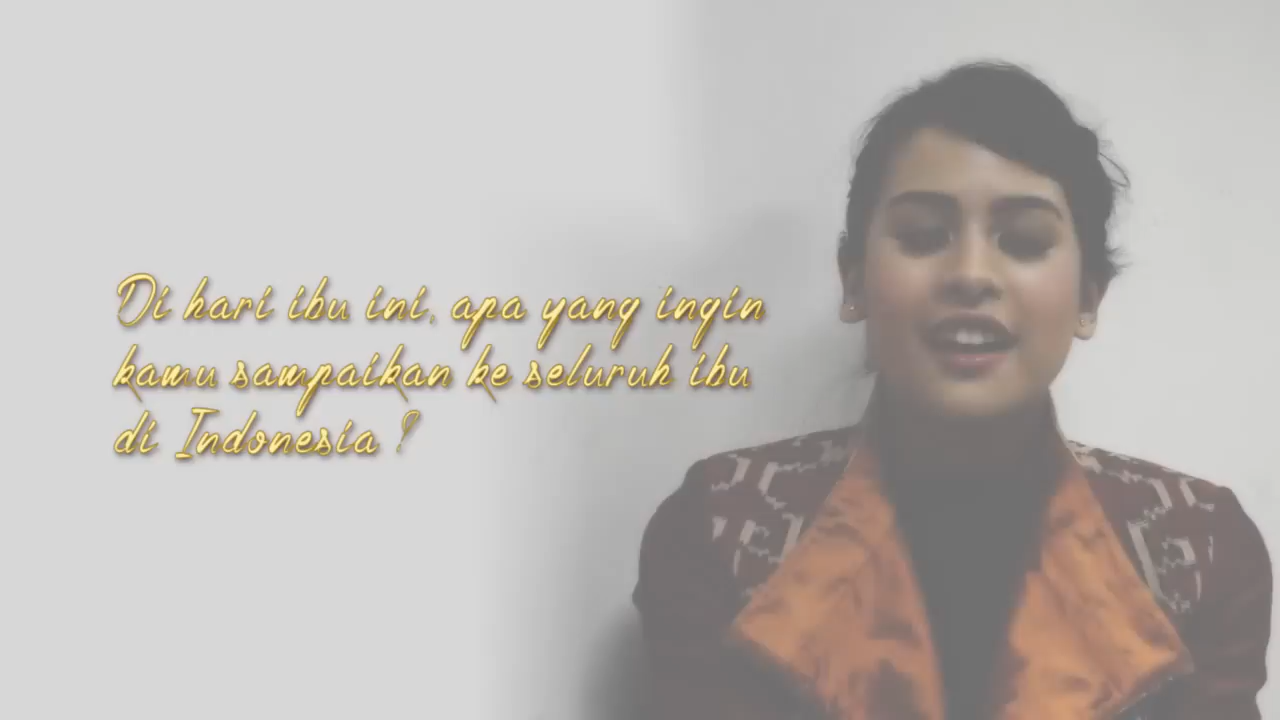 Di hari ibu ini, apa yang ingin
kamu sampaikan ke seluruh ibu
di Indonesia ?